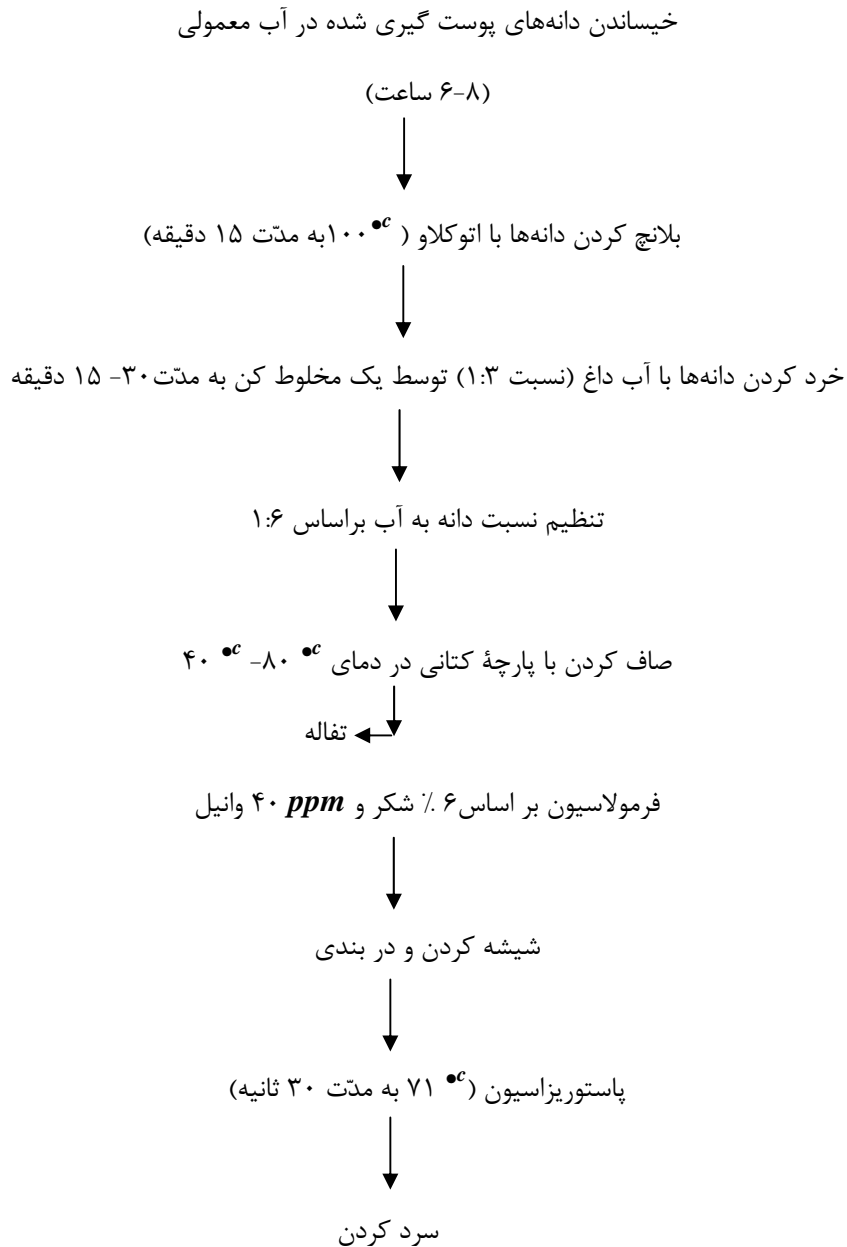 خیساندن دانه‌های پوست گیری شده در آب معمولی
(۶-۸ ساعت)
بلانچ کردن دانه‌ها با اتوکلاو ( ۱۰۰•c به مدّت ۱۵ دقیقه)
خرد کردن دانه‌ها با آب داغ (نسبت ۱:۳) توسط یک مخلوط کن به مدّت۳۰- ۱۵ دقیقه
تنظیم نسبت دانه به آب براساس ۱:۶
صاف کردن با پارچۀ کتانی در دمای ۸۰ •c- ۴۰ •c
تفاله
فرمولاسیون بر اساس۶ ٪ شکر و ۴۰ ppm وانیل
شیشه کردن و در بندی
پاستوریزاسیون (۷۱ •c به مدّت ۳۰ ثانیه)
سرد کردن